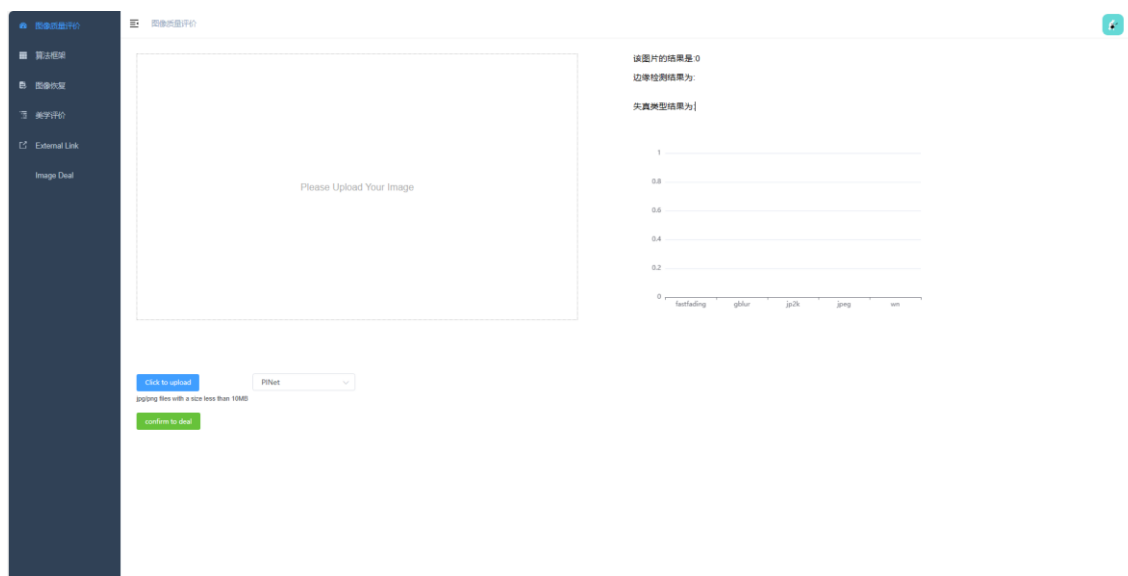 图像质量评价
算法框架
图像恢复
美学评价
External Link
Image Deal
图像质量评价
Please Upload Your Image
Click to upload
PINet
jpg/png files with a size less than 10MB
confirm to deal
该图片的结果是:0
边缘检测结果为:
失真类型结果为
1
0.8
0.6
0.4
0.2
0
fastfading gblur jp2k jpeg wn